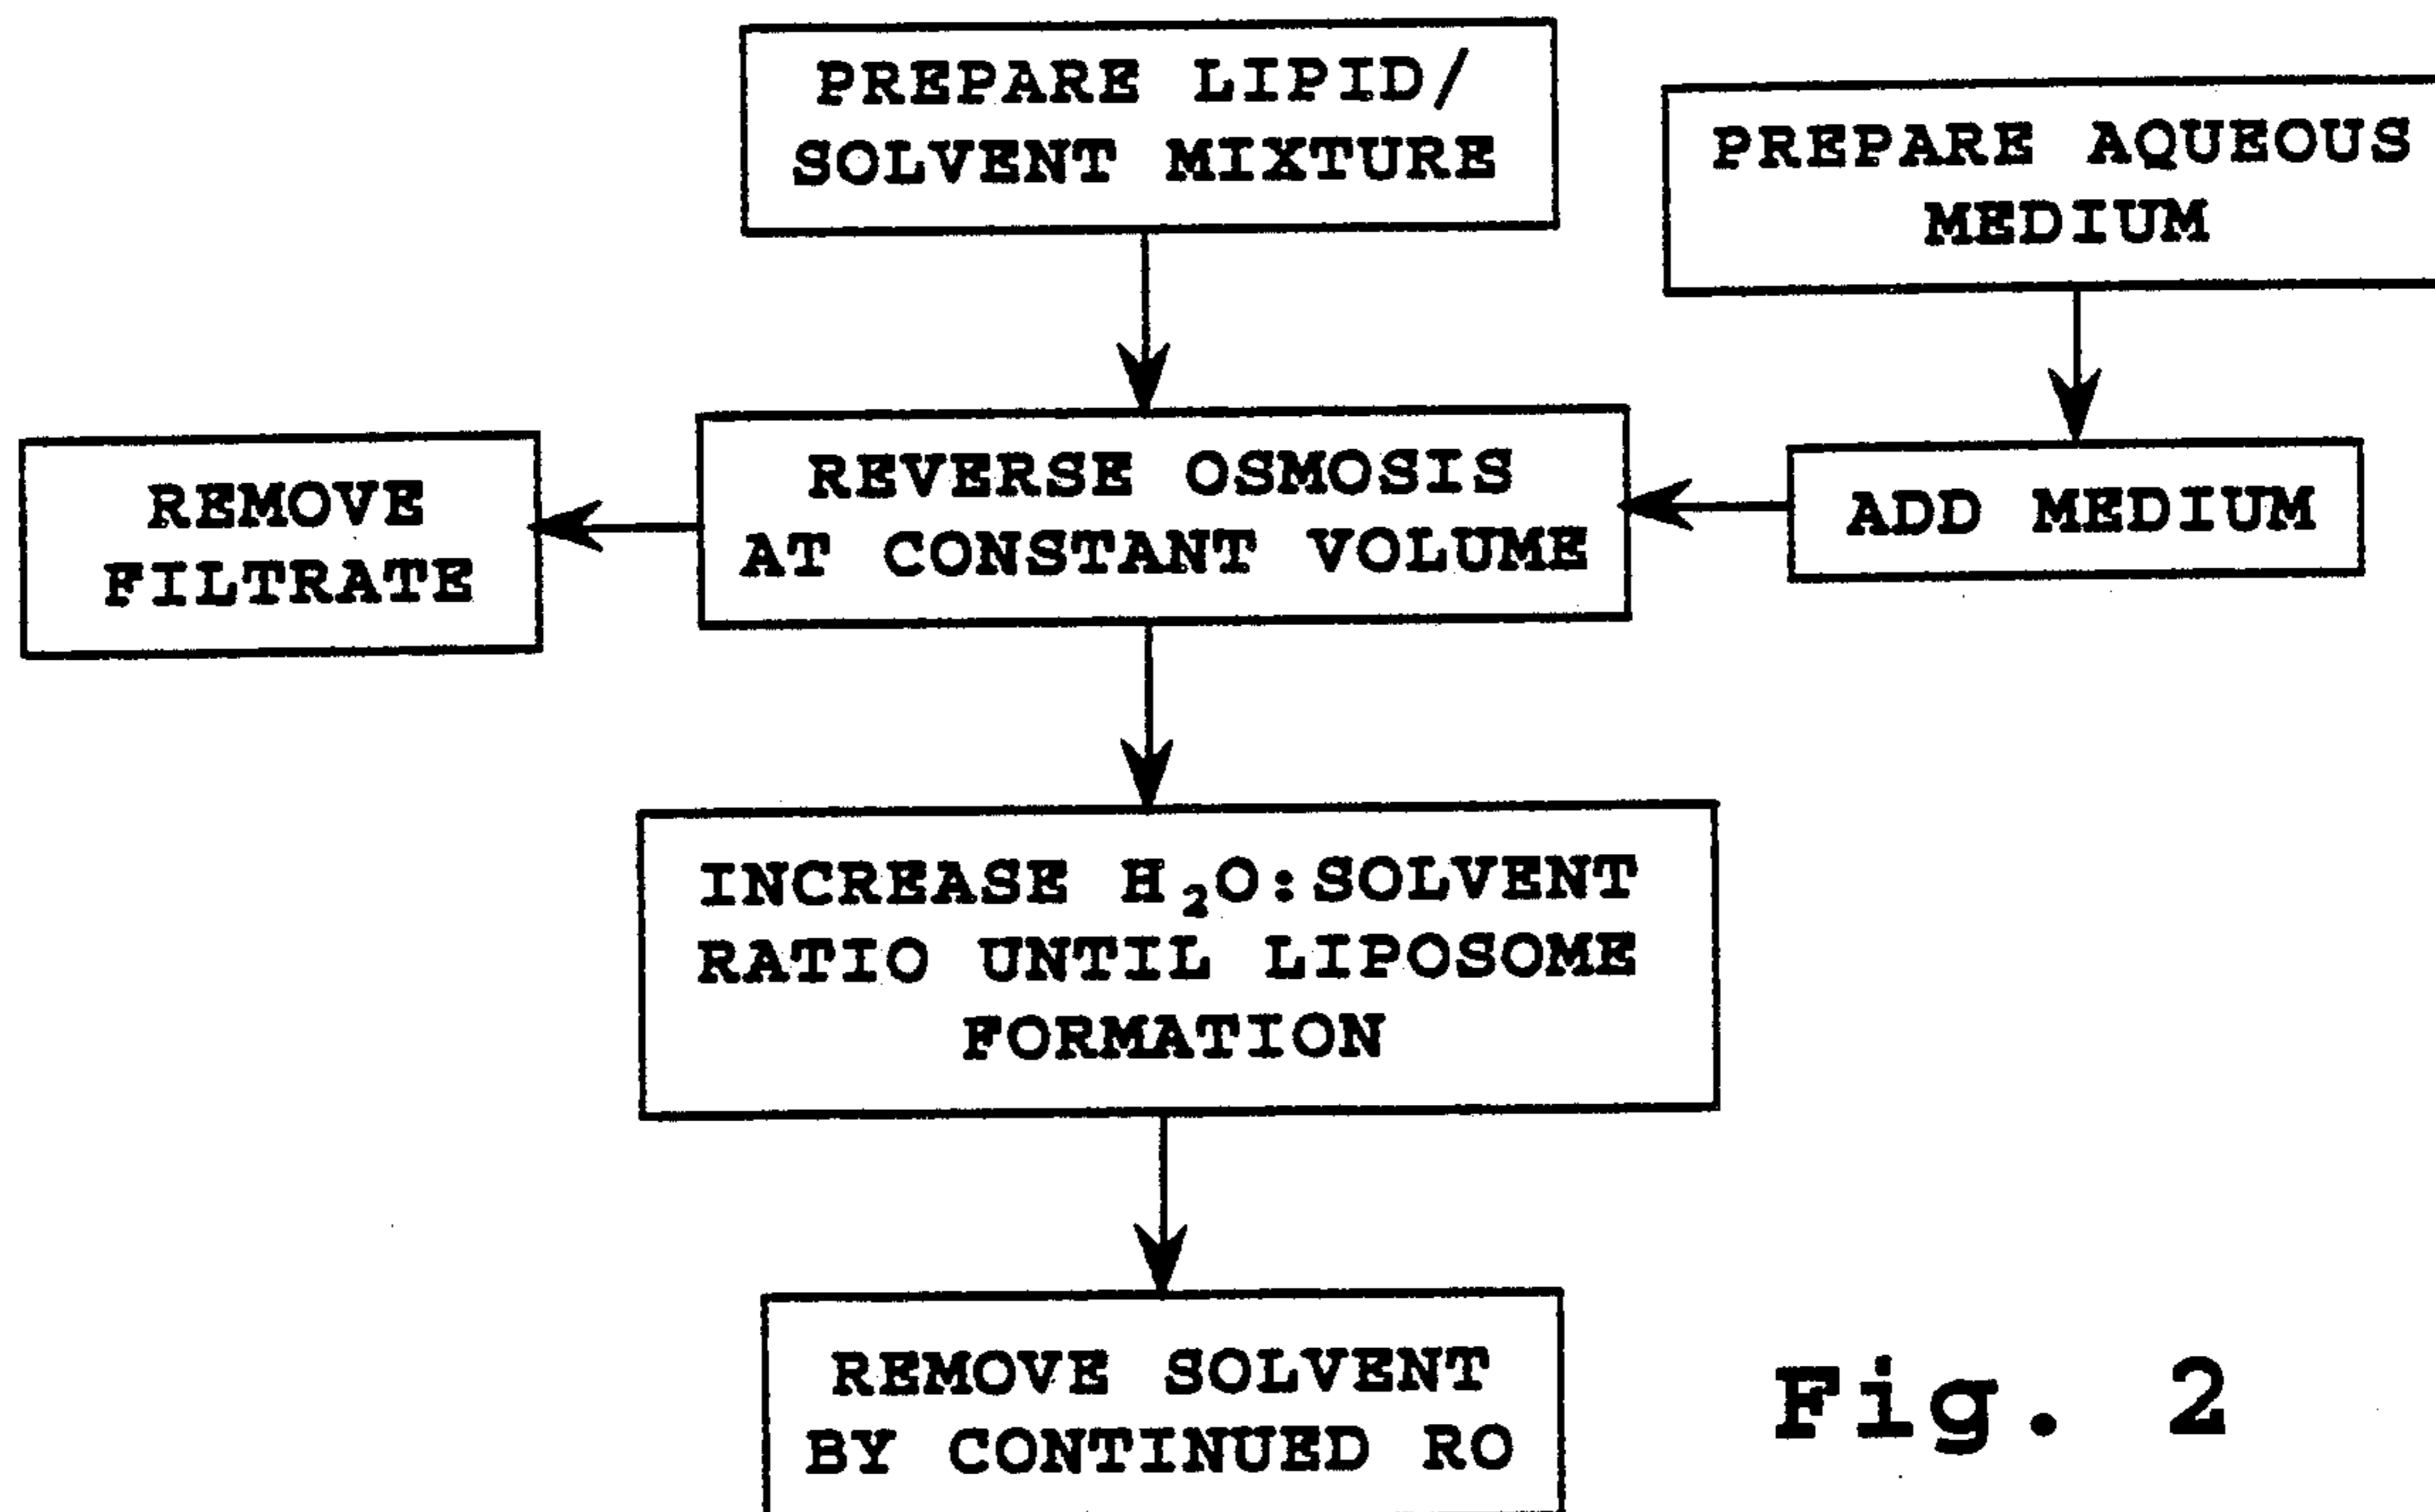 PREPARE LIPID/
SOLVENT MIXTURE
PREPARE AQUEOUS
MEDIUM
REMOVE
FILTRATE
REVERSE OSMOSIS
AT CONSTANT VOLUME
ADD MEDIUM
INCREASE H₂O:SOLVENT
RATIO UNTIL LIPOSOME
FORMATION
REMOVE SOLVENT
BY CONTINUED RO
Fig. 2